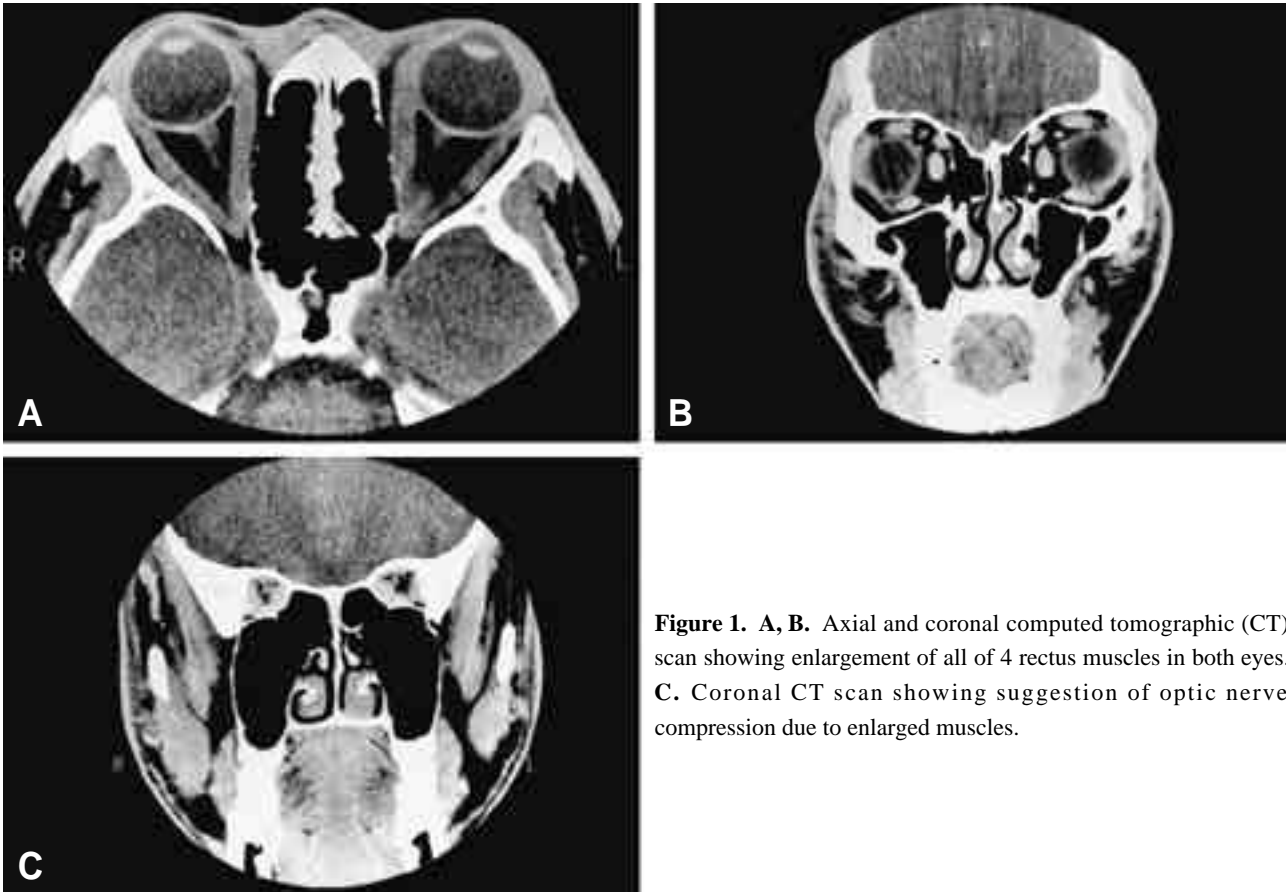 A
R
L
B
C
Figure 1. A, B. Axial and coronal computed tomographic (CT)
scan showing enlargement of all of 4 rectus muscles in both eyes.
C. Coronal CT scan showing suggestion of optic nerve
compression due to enlarged muscles.